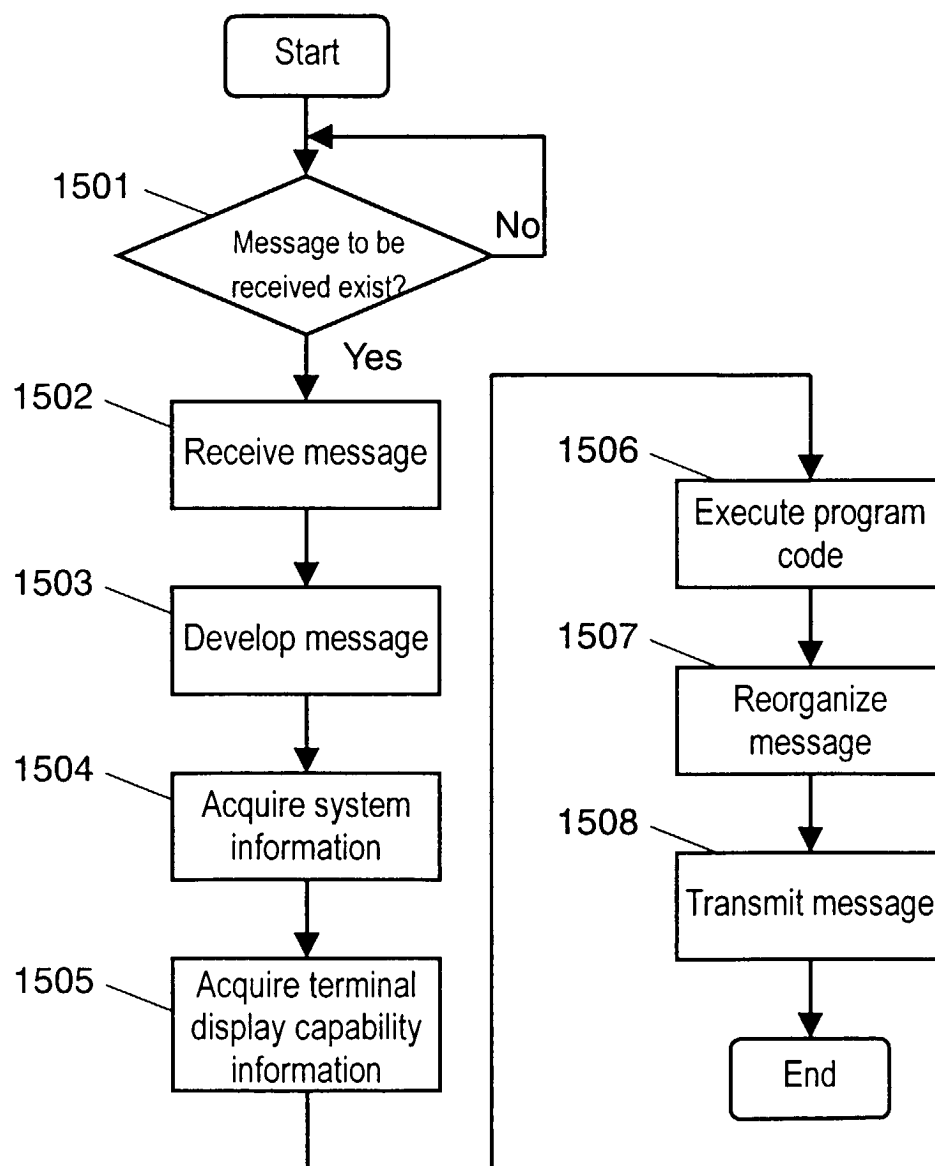 Start
1501
Message to be
received exist?
No
Yes
1502
Receive message
1503
Develop message
1504
Acquire system
information
1505
Acquire terminal
display capability
information
1506
Execute program
code
1507
Reorganize
message
1508
Transmit message
End